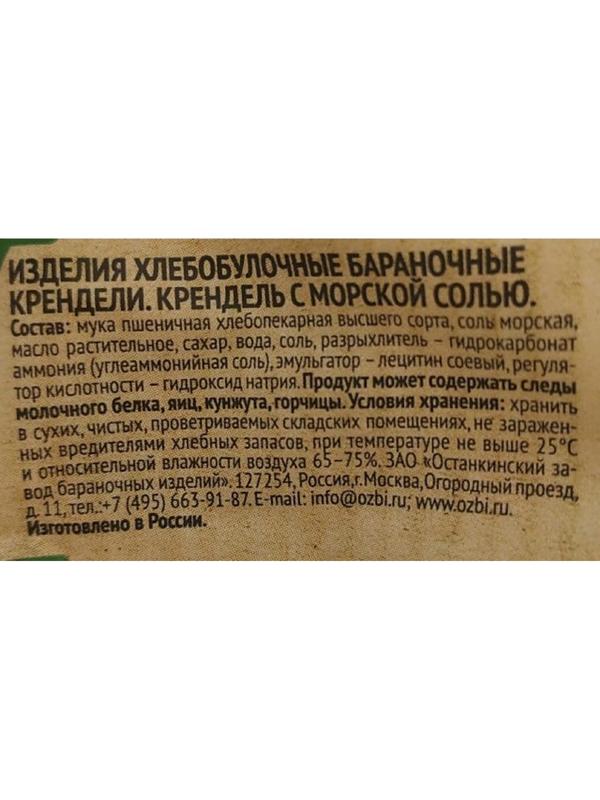 ИЗДЕЛИЯ ХЛЕБОБУЛОЧНЫЕ БАРАНОЧНЫЕ
КРЕНДЕЛИ. КРЕНДЕЛЬ С МОРСКОЙ СОЛЬЮ.
Состав: мука пшеничная хлебопекарная высшего сорта, соль морская,
масло растительное, сахар, вода, соль, разрыхлитель – гидрокарбонат
аммония (углеаммонийная соль), эмульгатор – лецитин соевый, регуля-
тор кислотности – гидроксид натрия. Продукт может содержать следы
молочного белка, яиц, кунжута, горчицы. Условия хранения: хранить
в сухих, чистых, проветриваемых складских помещениях, не заражен-
ных вредителями хлебных запасов, при температуре не выше 25°С
и относительной влажности воздуха 65–75%. ЗАО «Останкинский за-
вод бараночных изделий». 127254, Россия, г. Москва, Огородный проезд,
д. 11, тел.:+7 (495) 663-91-87. E-mail: info@ozbi.ru; www.ozbi.ru.
Изготовлено в России.